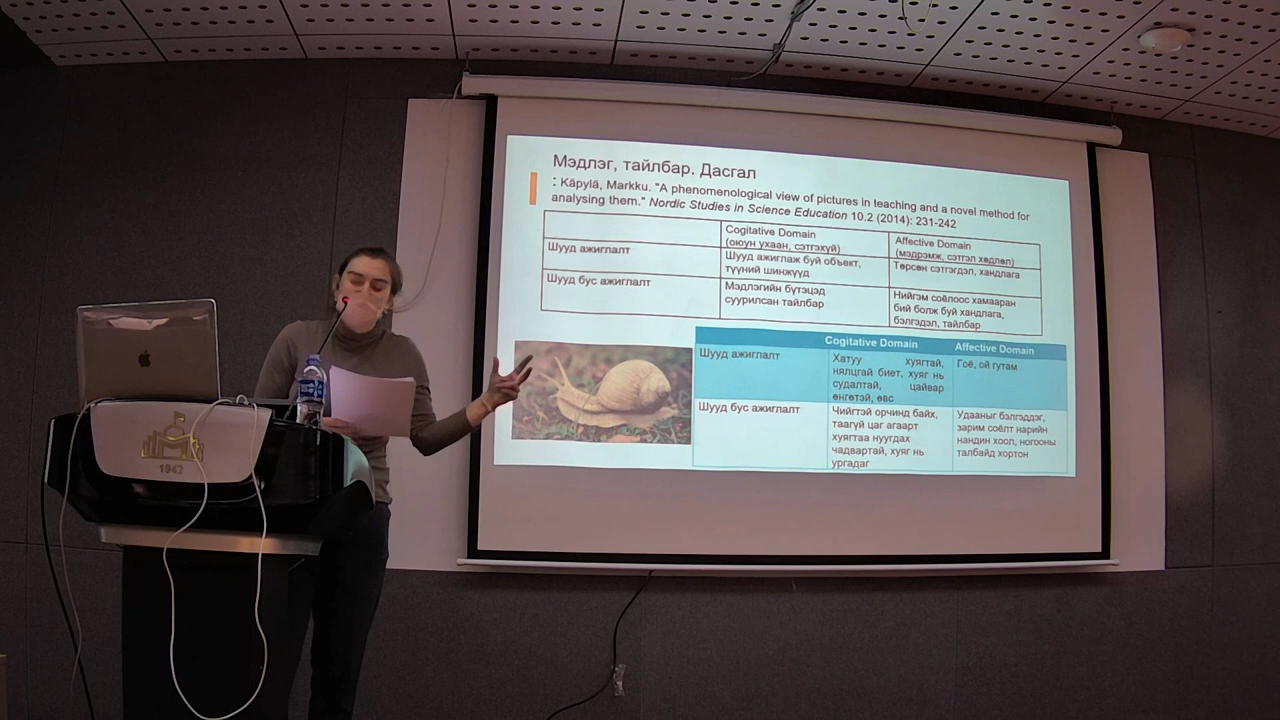 Мэдлэг, тайлбар. Дасгал
: Käpylä, Markku. "A phenomenological view of pictures in teaching and a novel method for
analysing them." Nordic Studies in Science Education 10.2 (2014): 231-242
Cogitative Domain
(оюун ухаан, сэтгэхүй)
Affective Domain
(мэдрэмж, сэтгэл хөдлөл)
Шууд ажиглалт
Шууд ажиглаж буй объект,
түүний шинжүүд
Төрсөн сэтгэгдэл, хандлага
Шууд бус ажиглалт
Мэдлэгийн бүтэцэд
суурилсан тайлбар
Нийгэм соёлоос хамааран
бий болж буй хандлага,
бэлгэдэл, тайлбар
Cogitative Domain
Affective Domain
Шууд ажиглалт
Хатуу хуягтай,
нялцгай биет, хуяг нь
судалтай, цайвар
өнгөтэй, өвс
Гоё, ой гутам
Шууд бус ажиглалт
Чийгтэй орчинд байх,
таагүй цаг агаарт
хуягтаа нуугдах
чадвартай, хуяг нь
ургадаг
Удааныг бэлгэддэг,
зарим соёлт нарийн
нандин хоол, ногооны
талбайд хортон
1942